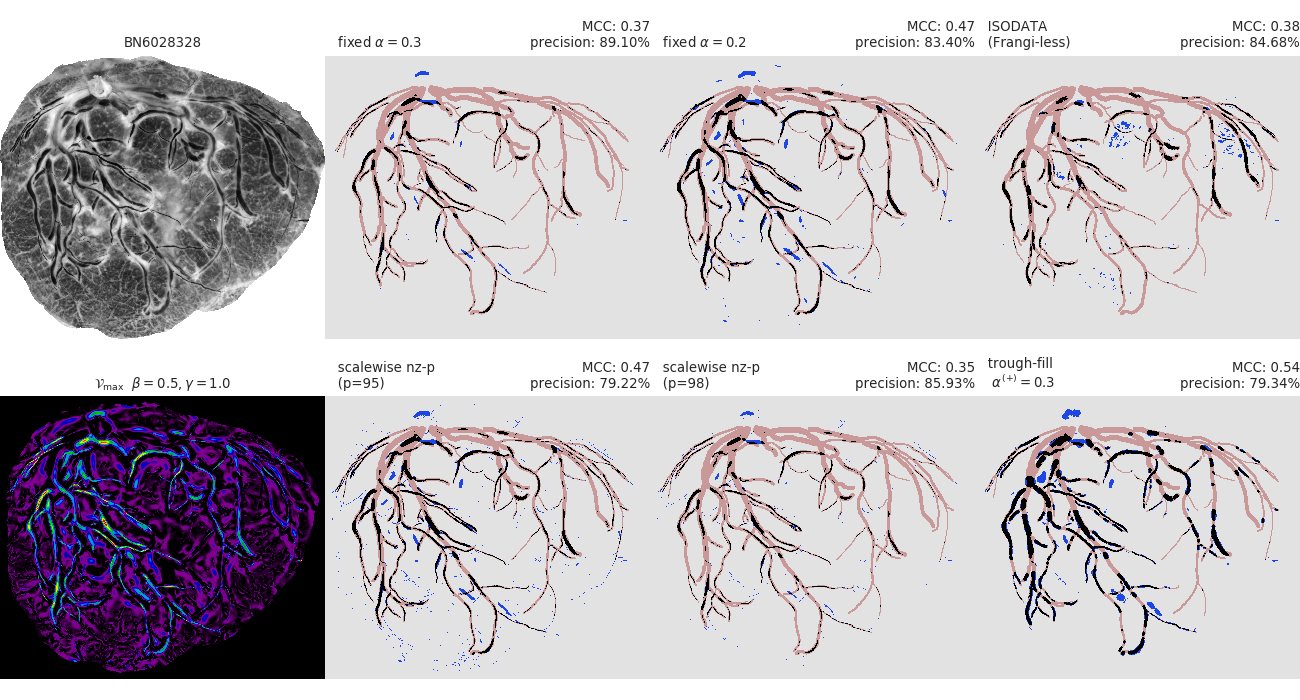 BN6028328
fixed α = 0.3
MCC: 0.37
precision: 89.10%
fixed α = 0.2
MCC: 0.47
precision: 83.40%
ISODATA
(Frangi-less)
MCC: 0.38
precision: 84.68%
𝒱max β = 0.5, γ = 1.0
scalewise nz-p
(p=95)
MCC: 0.47
precision: 79.22%
scalewise nz-p
(p=98)
MCC: 0.35
precision: 85.93%
trough-fill
α(+) = 0.3
MCC: 0.54
precision: 79.34%